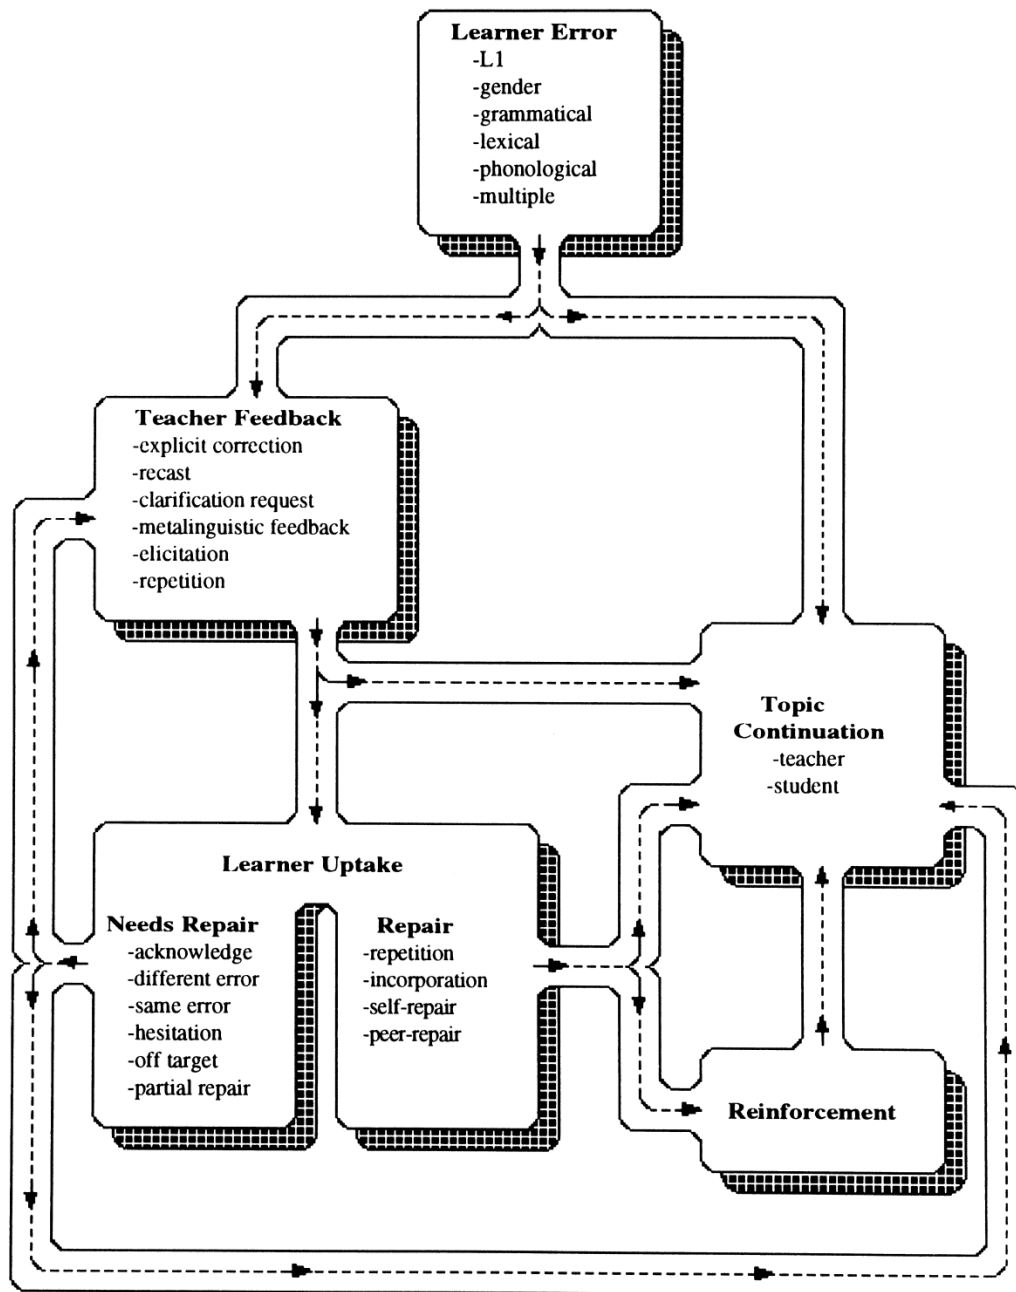 Learner Error
-L1
-gender
-grammatical
-lexical
-phonological
-multiple
Teacher Feedback
-explicit correction
-recast
-clarification request
-metalinguistic feedback
-elicitation
-repetition
Topic
Continuation
-teacher
-student
Learner Uptake
Needs Repair
-acknowledge
-different error
-same error
-hesitation
-off target
-partial repair
Repair
-repetition
-incorporation
-self-repair
-peer-repair
Reinforcement